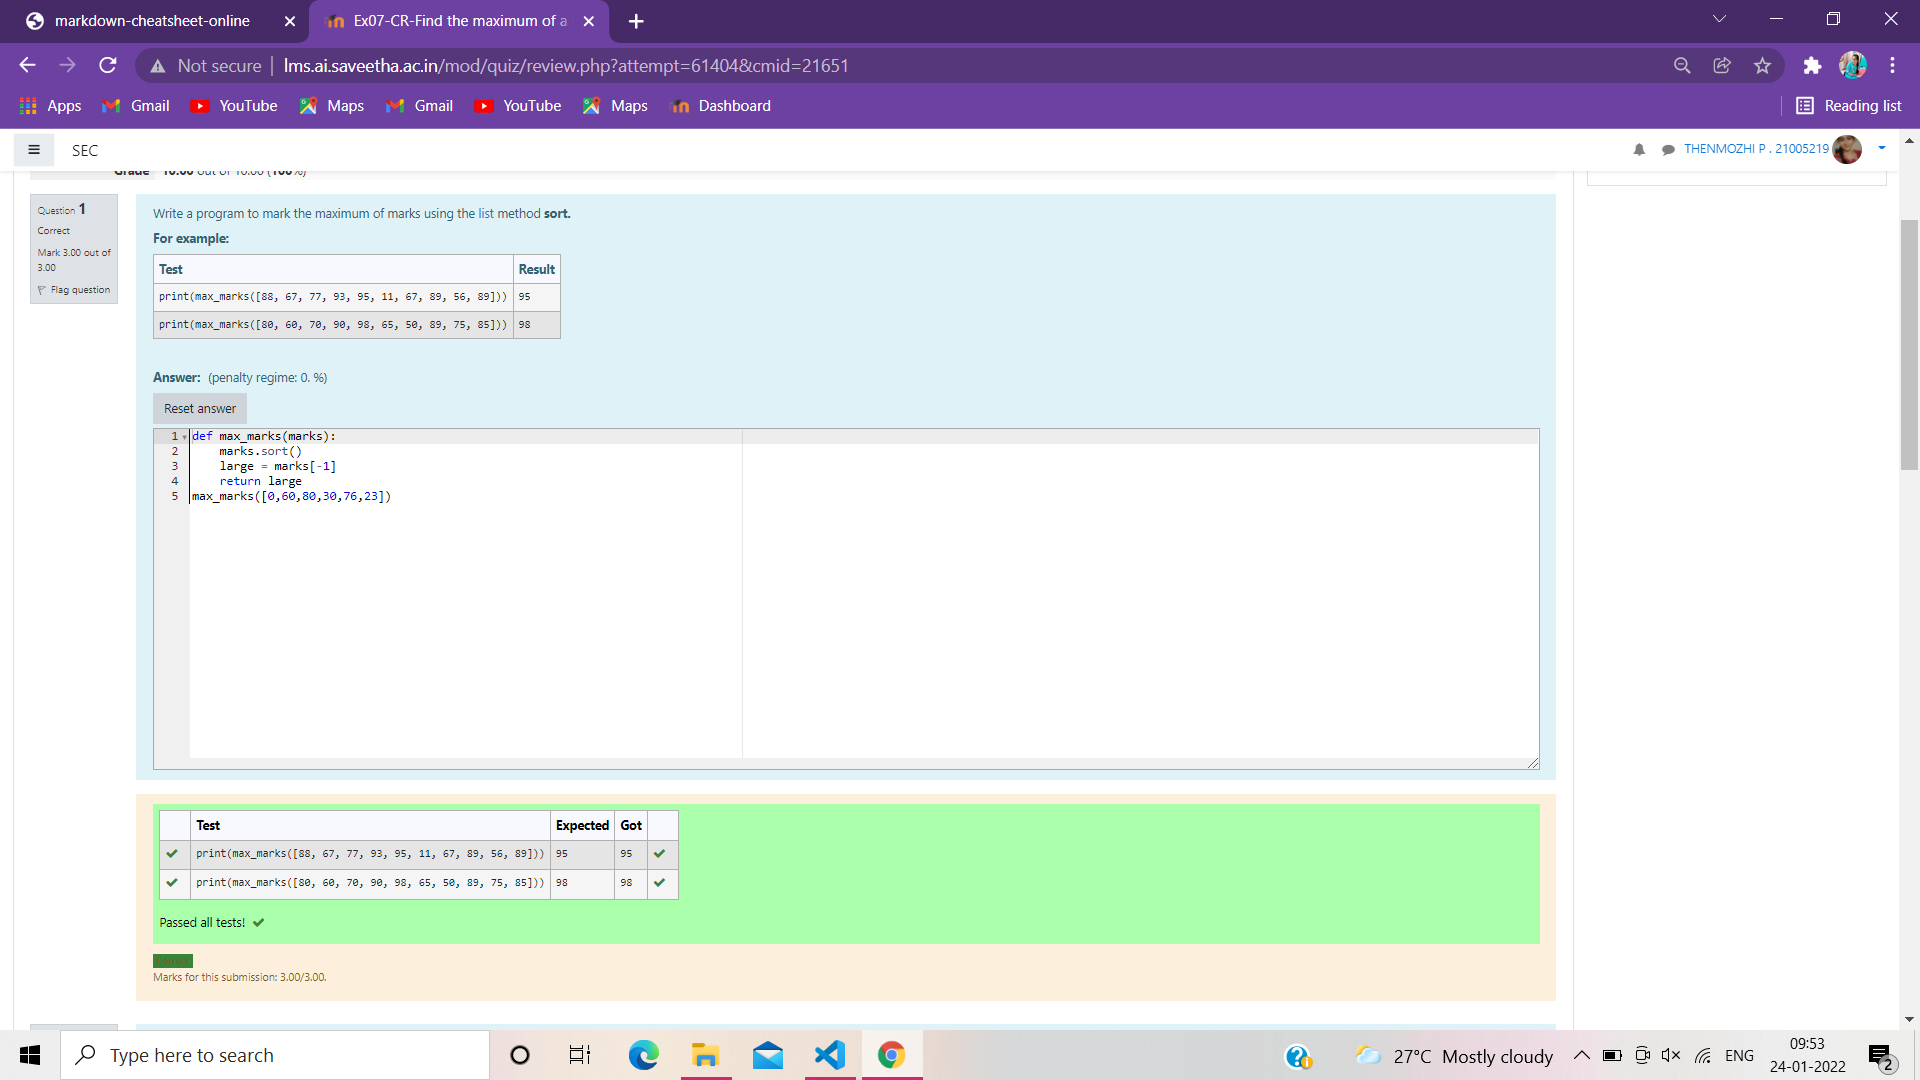 markdown-cheatsheet-online
Ex07-CR-Find the maximum of a
Not secure | lms.ai.saveetha.ac.in/mod/quiz/review.php?attempt=61404&cmid=21651
Apps Gmail YouTube Maps Gmail YouTube Maps Dashboard Reading list
SEC THENMOZHI P . 21005219
Grade 10.00 out of 10.00 (100%)
Question 1
Correct
Mark 3.00 out of
3.00
Flag question
Write a program to mark the maximum of marks using the list method sort.
For example:
Test Result
print(max_marks([88, 67, 77, 93, 95, 11, 67, 89, 56, 89])) 95
print(max_marks([80, 60, 70, 90, 98, 65, 50, 89, 75, 85])) 98
Answer: (penalty regime: 0. %)
Reset answer
1 def max_marks(marks):
2 marks.sort()
3 large = marks[-1]
4 return large
5 max_marks([0,60,80,30,76,23])
Test Expected Got
print(max_marks([88, 67, 77, 93, 95, 11, 67, 89, 56, 89])) 95 95
print(max_marks([80, 60, 70, 90, 98, 65, 50, 89, 75, 85])) 98 98
Passed all tests!
Marks for this submission: 3.00/3.00.
Type here to search
27°C Mostly cloudy
ENG
09:53
24-01-2022
2